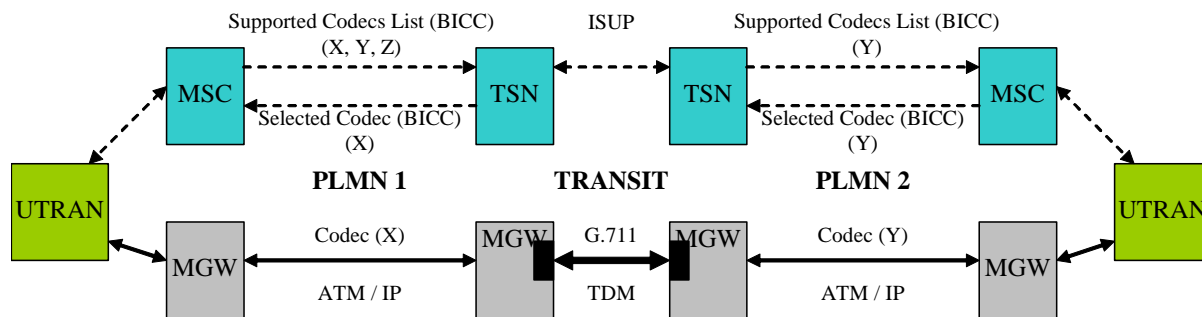 Supported Codecs List (BICC)
(X, Y, Z)
ISUP
Supported Codecs List (BICC)
(Y)
MSC
TSN
TSN
MSC
Selected Codec (BICC)
(X)
Selected Codec (BICC)
(Y)
UTRAN
PLMN 1
TRANSIT
PLMN 2
UTRAN
MGW
Codec (X)
ATM / IP
MGW
G.711
TDM
MGW
Codec (Y)
ATM / IP
MGW